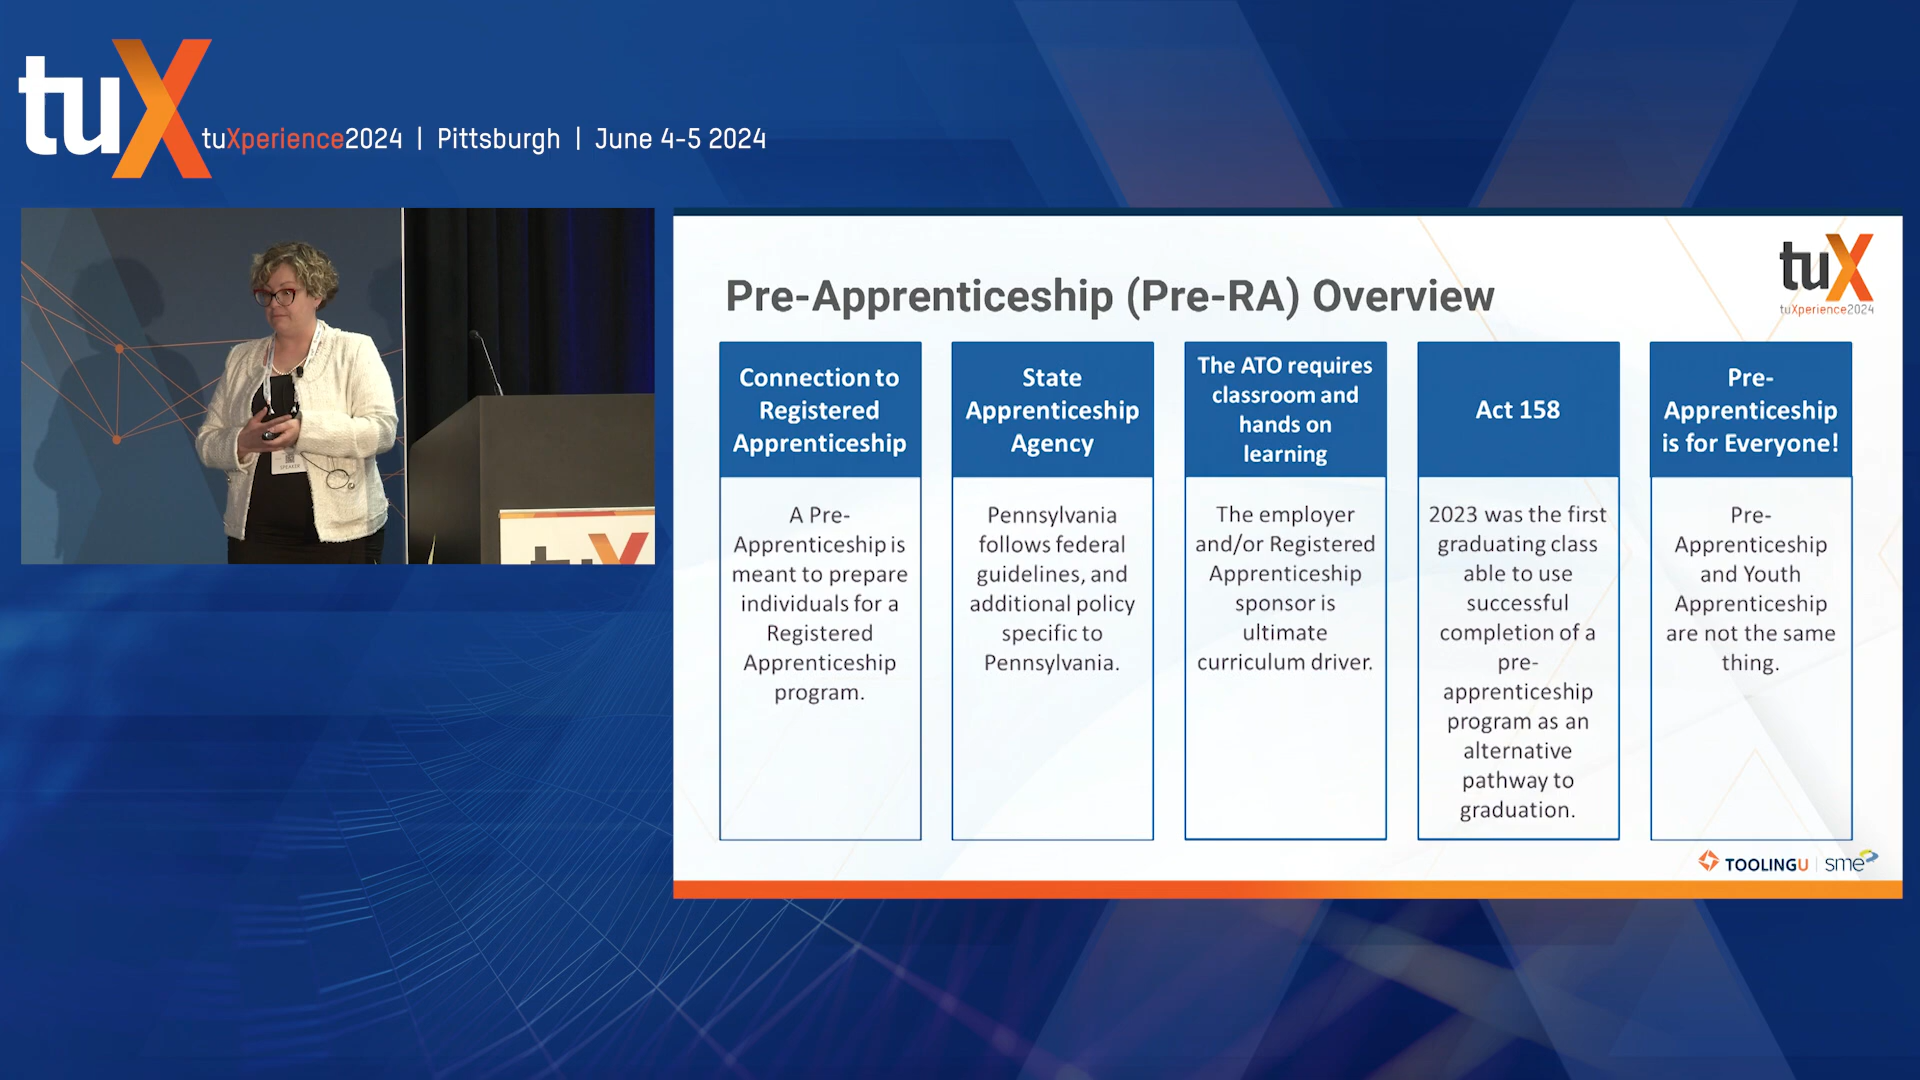 tuX
tuXperience2024 | Pittsburgh | June 4-5 2024
SPEAKER
tuX
Pre-Apprenticeship (Pre-RA) Overview
tuX
tuXperience2024
Connection to
Registered
Apprenticeship
A Pre-
Apprenticeship is
meant to prepare
individuals for a
Registered
Apprenticeship
program.
State
Apprenticeship
Agency
Pennsylvania
follows federal
guidelines, and
additional policy
specific to
Pennsylvania.
The ATO requires
classroom and
hands on
learning
The employer
and/or Registered
Apprenticeship
sponsor is
ultimate
curriculum driver.
Act 158
2023 was the first
graduating class
able to use
successful
completion of a
pre-
apprenticeship
program as an
alternative
pathway to
graduation.
Pre-
Apprenticeship
is for Everyone!
Pre-
Apprenticeship
and Youth
Apprenticeship
are not the same
thing.
TOOLINGU | sme